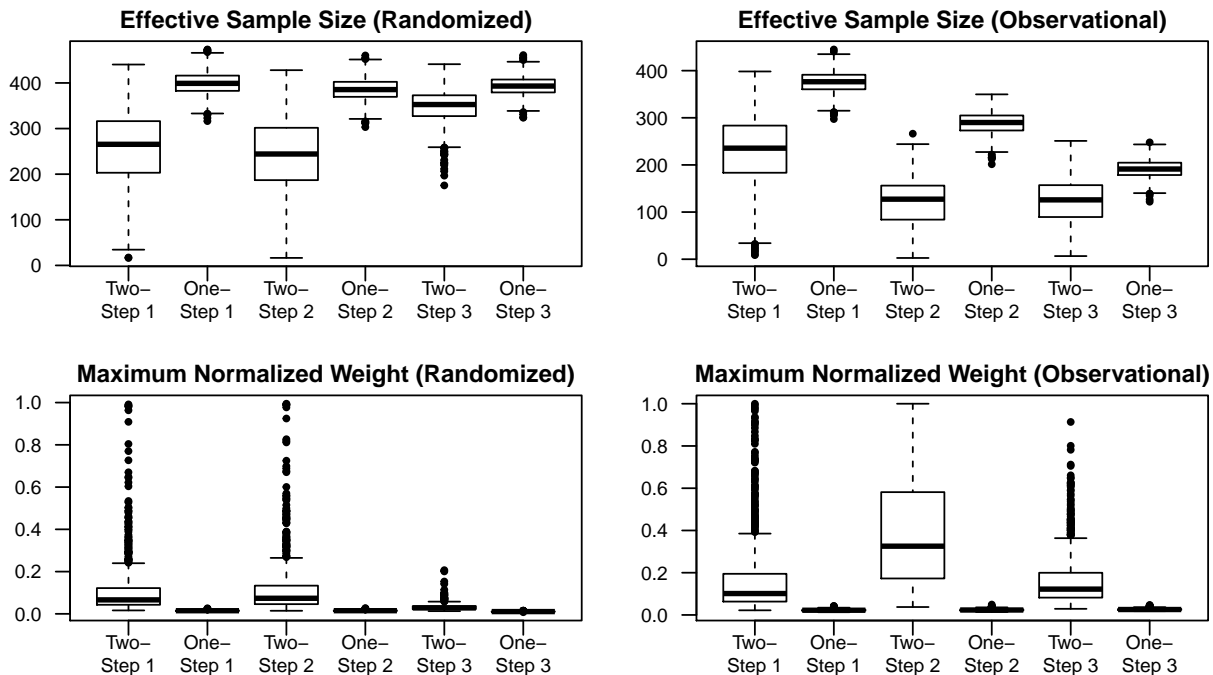 Effective Sample Size (Randomized)
400
300
200
100
0
Two–
Step 1
One–
Step 1
Two–
Step 2
One–
Step 2
Two–
Step 3
One–
Step 3
Effective Sample Size (Observational)
400
300
200
100
0
Two–
Step 1
One–
Step 1
Two–
Step 2
One–
Step 2
Two–
Step 3
One–
Step 3
Maximum Normalized Weight (Randomized)
1.0
0.8
0.6
0.4
0.2
0.0
Two–
Step 1
One–
Step 1
Two–
Step 2
One–
Step 2
Two–
Step 3
One–
Step 3
Maximum Normalized Weight (Observational)
1.0
0.8
0.6
0.4
0.2
0.0
Two–
Step 1
One–
Step 1
Two–
Step 2
One–
Step 2
Two–
Step 3
One–
Step 3